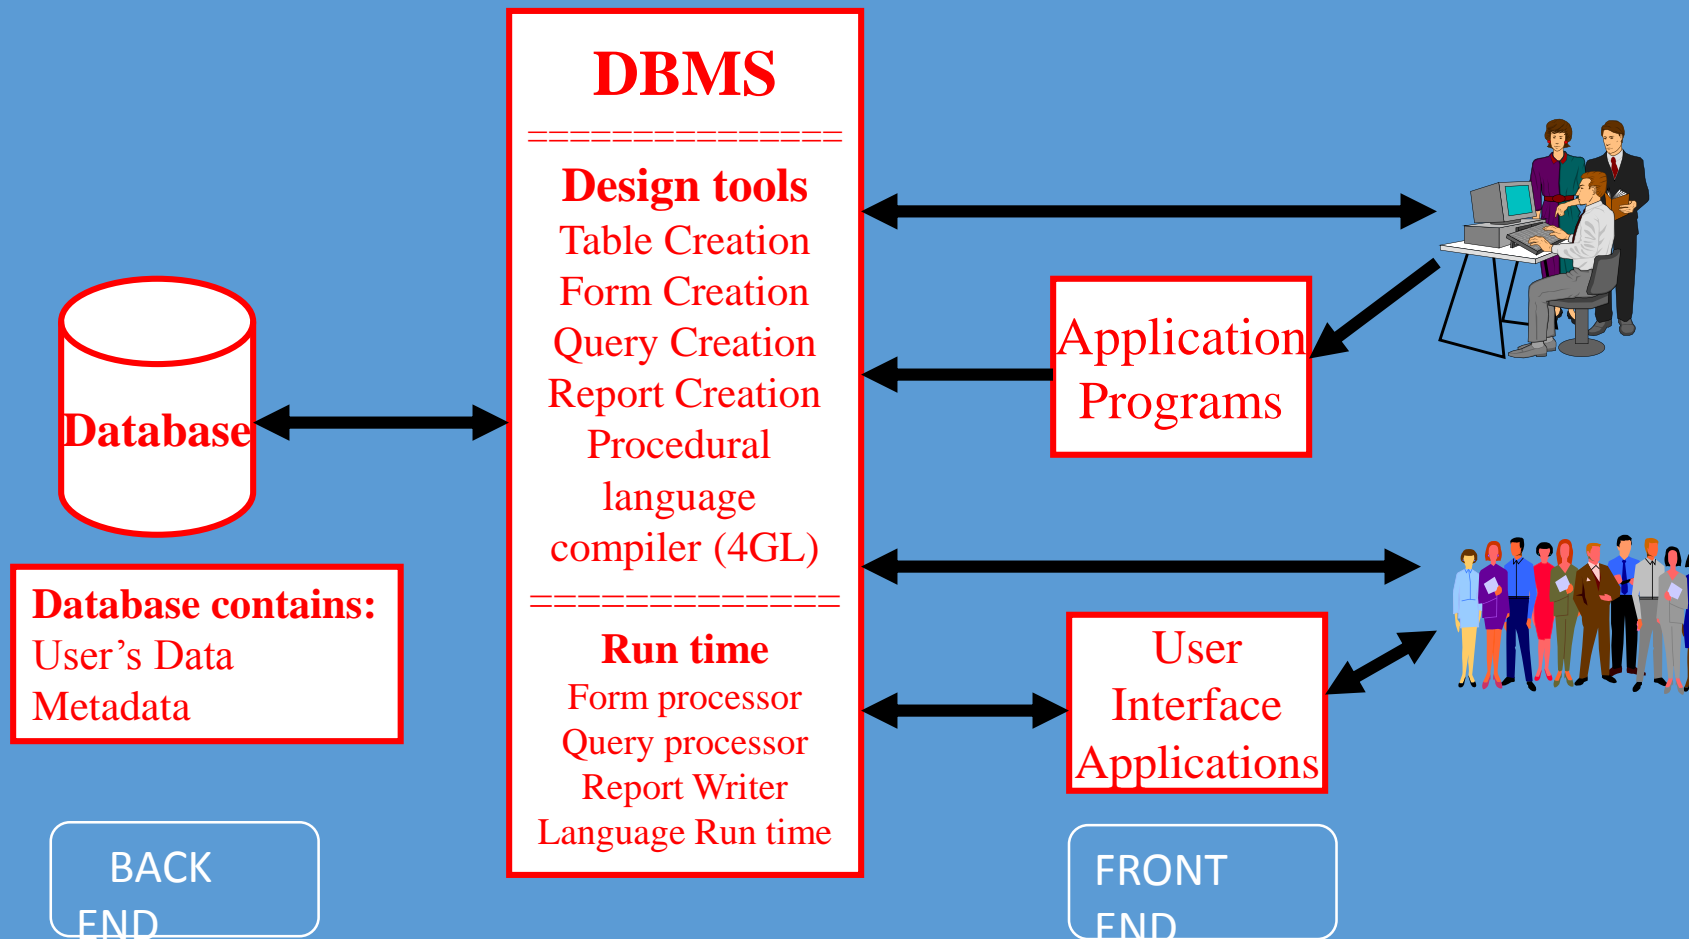 DBMS
===============
Design tools
Table Creation
Form Creation
Query Creation
Report Creation
Procedural
language
compiler (4GL)
=============
Run time
Form processor
Query processor
Report Writer
Language Run time
Database
Database contains:
User’s Data
Metadata
BACK
END
Application
Programs
User
Interface
Applications
FRONT
END